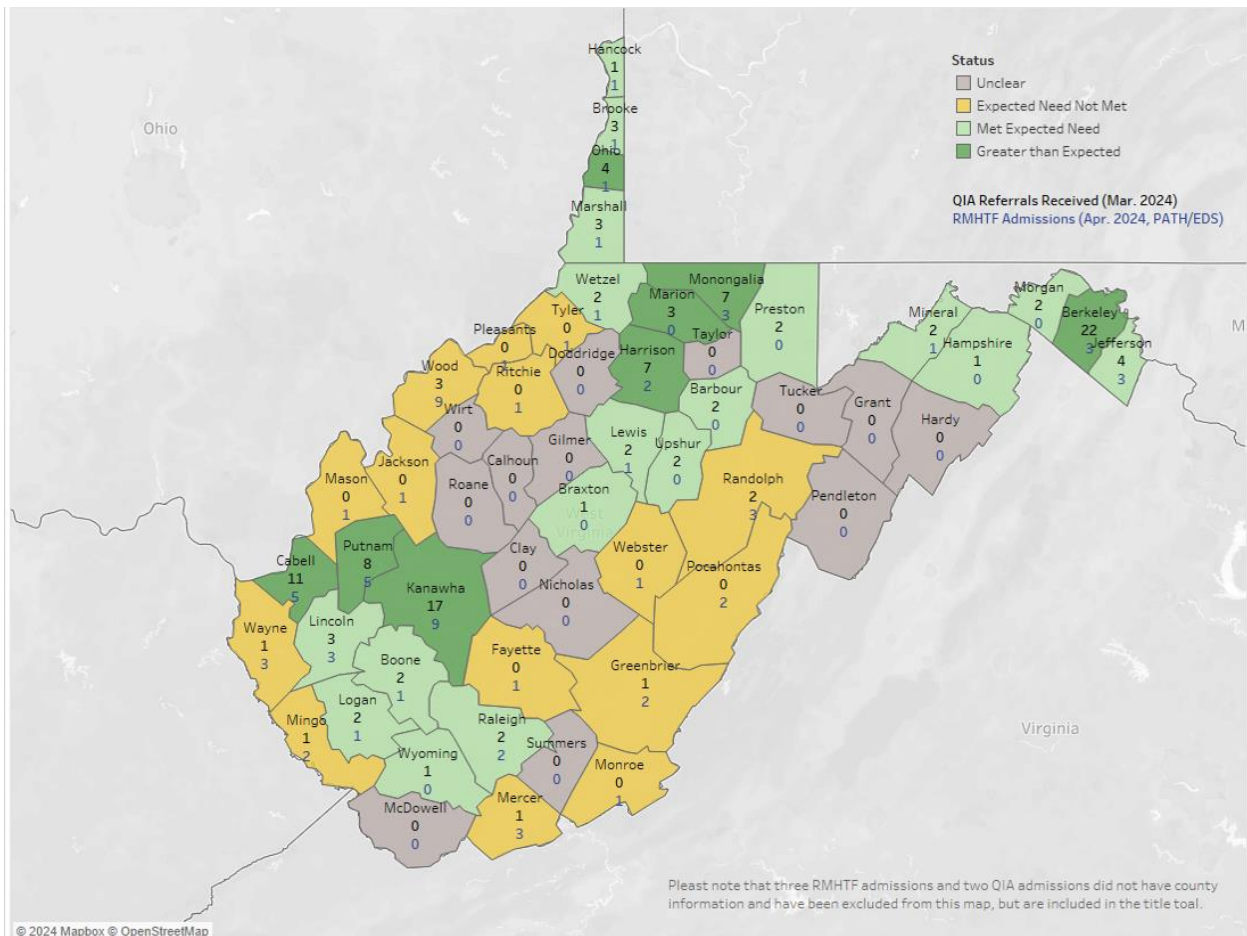 Hancock
1
1
Brooke
3
1
Ohio
4
1
Marshall
3
1
Ohio
Status
Unclear
Expected Need Not Met
Met Expected Need
Greater than Expected
QIA Referrals Received (Mar. 2024)
RMHTF Admissions (Apr. 2024, PATH/EDS)
Wetzel
2
1
Monongalia
7
3
Marion
3
0
Preston
2
0
Tyler
0
1
Pleasants
0
1
Taylor
0
0
Doddridge
0
0
Harrison
7
2
Wood
3
9
Ritchie
0
1
Morgan
2
0
Berkeley
22
3
Jefferson
4
3
Mineral
2
1
Hampshire
1
0
Barbour
2
0
Tucker
0
0
Grant
0
0
Hardy
0
0
Wirt
0
0
Gilmer
0
0
Lewis
2
1
Upshur
2
0
Calhoun
0
0
Jackson
0
1
Mason
0
1
Roane
0
0
Braxton
1
0
West
Virginia
Randolph
2
3
Pendleton
0
0
Clay
0
0
Webster
0
1
Pocahontas
0
2
Nicholas
0
0
Putnam
8
5
Cabell
11
5
Kanawha
17
9
Wayne
1
3
Lincoln
3
3
Boone
2
1
Fayette
0
1
Greenbrier
1
2
Logan
2
1
Mingo
1
2
Raleigh
2
2
Summers
0
0
Wyoming
1
0
Monroe
0
1
Mercer
1
3
McDowell
0
0
Virginia
Pleast note that three RMHTF admissions and two QIA admissions did not have county
information and have been excluded from this map, but are included in the title toal.
© 2024 Mapbox © OpenStreetMap